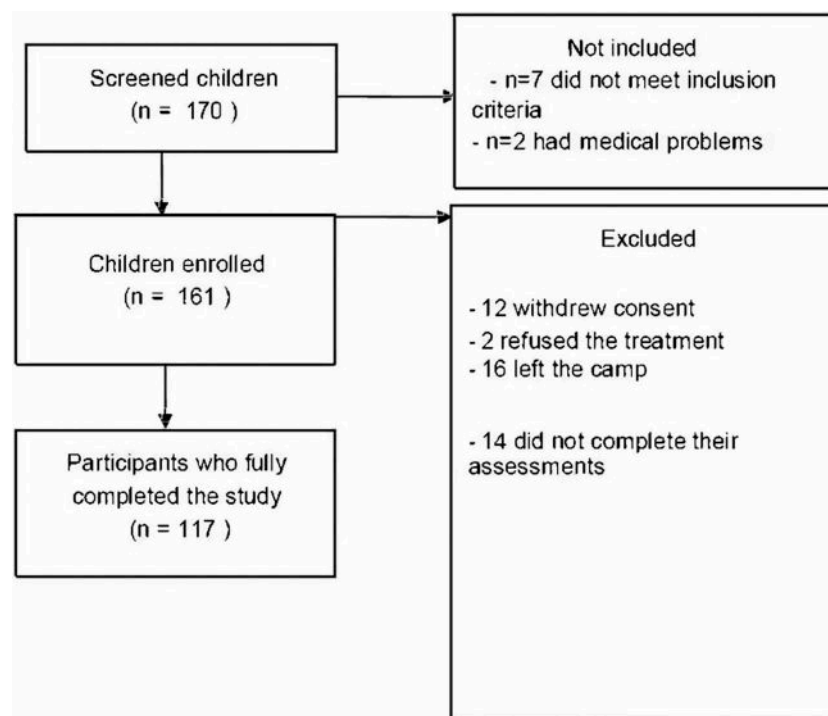 Screened children
(n = 170 )
Not included
- n=7 did not meet inclusion
criteria
- n=2 had medical problems
Children enrolled
(n = 161 )
Excluded
- 12 withdrew consent
- 2 refused the treatment
- 16 left the camp
- 14 did not complete their
assessments
Participants who fully
completed the study
(n = 117 )